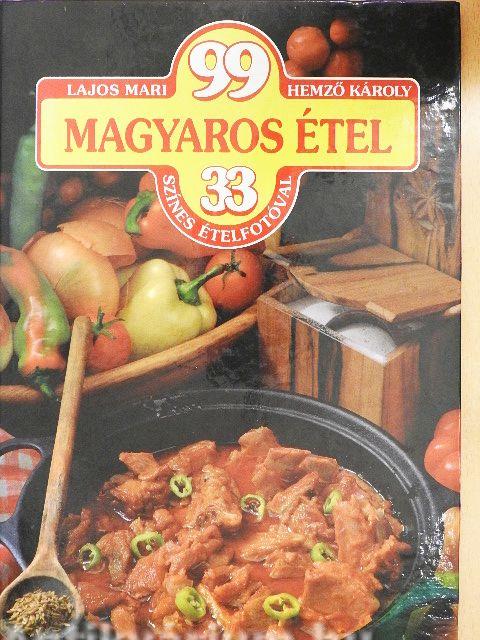 99
LAJOS MARI
HEMZŐ KÁROLY
MAGYAROS ÉTEL
33
SZÍNES ÉTELFOTÓVAL